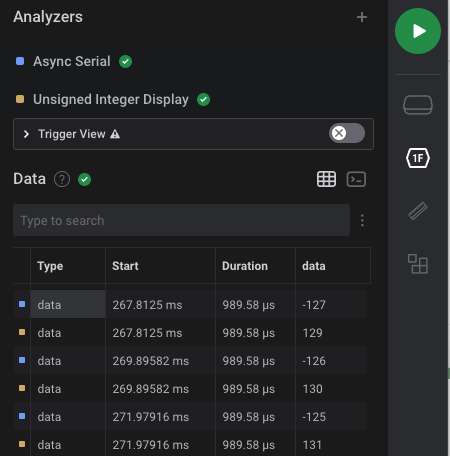 Analyzers +
Async Serial
Unsigned Integer Display
Trigger View
Data ?
Type to search
Type Start Duration data
data 267.8125 ms 989.58 µs -127
data 267.8125 ms 989.58 µs 129
data 269.89582 ms 989.58 µs -126
data 269.89582 ms 989.58 µs 130
data 271.97916 ms 989.58 µs -125
data 271.97916 ms 989.58 µs 131
1F